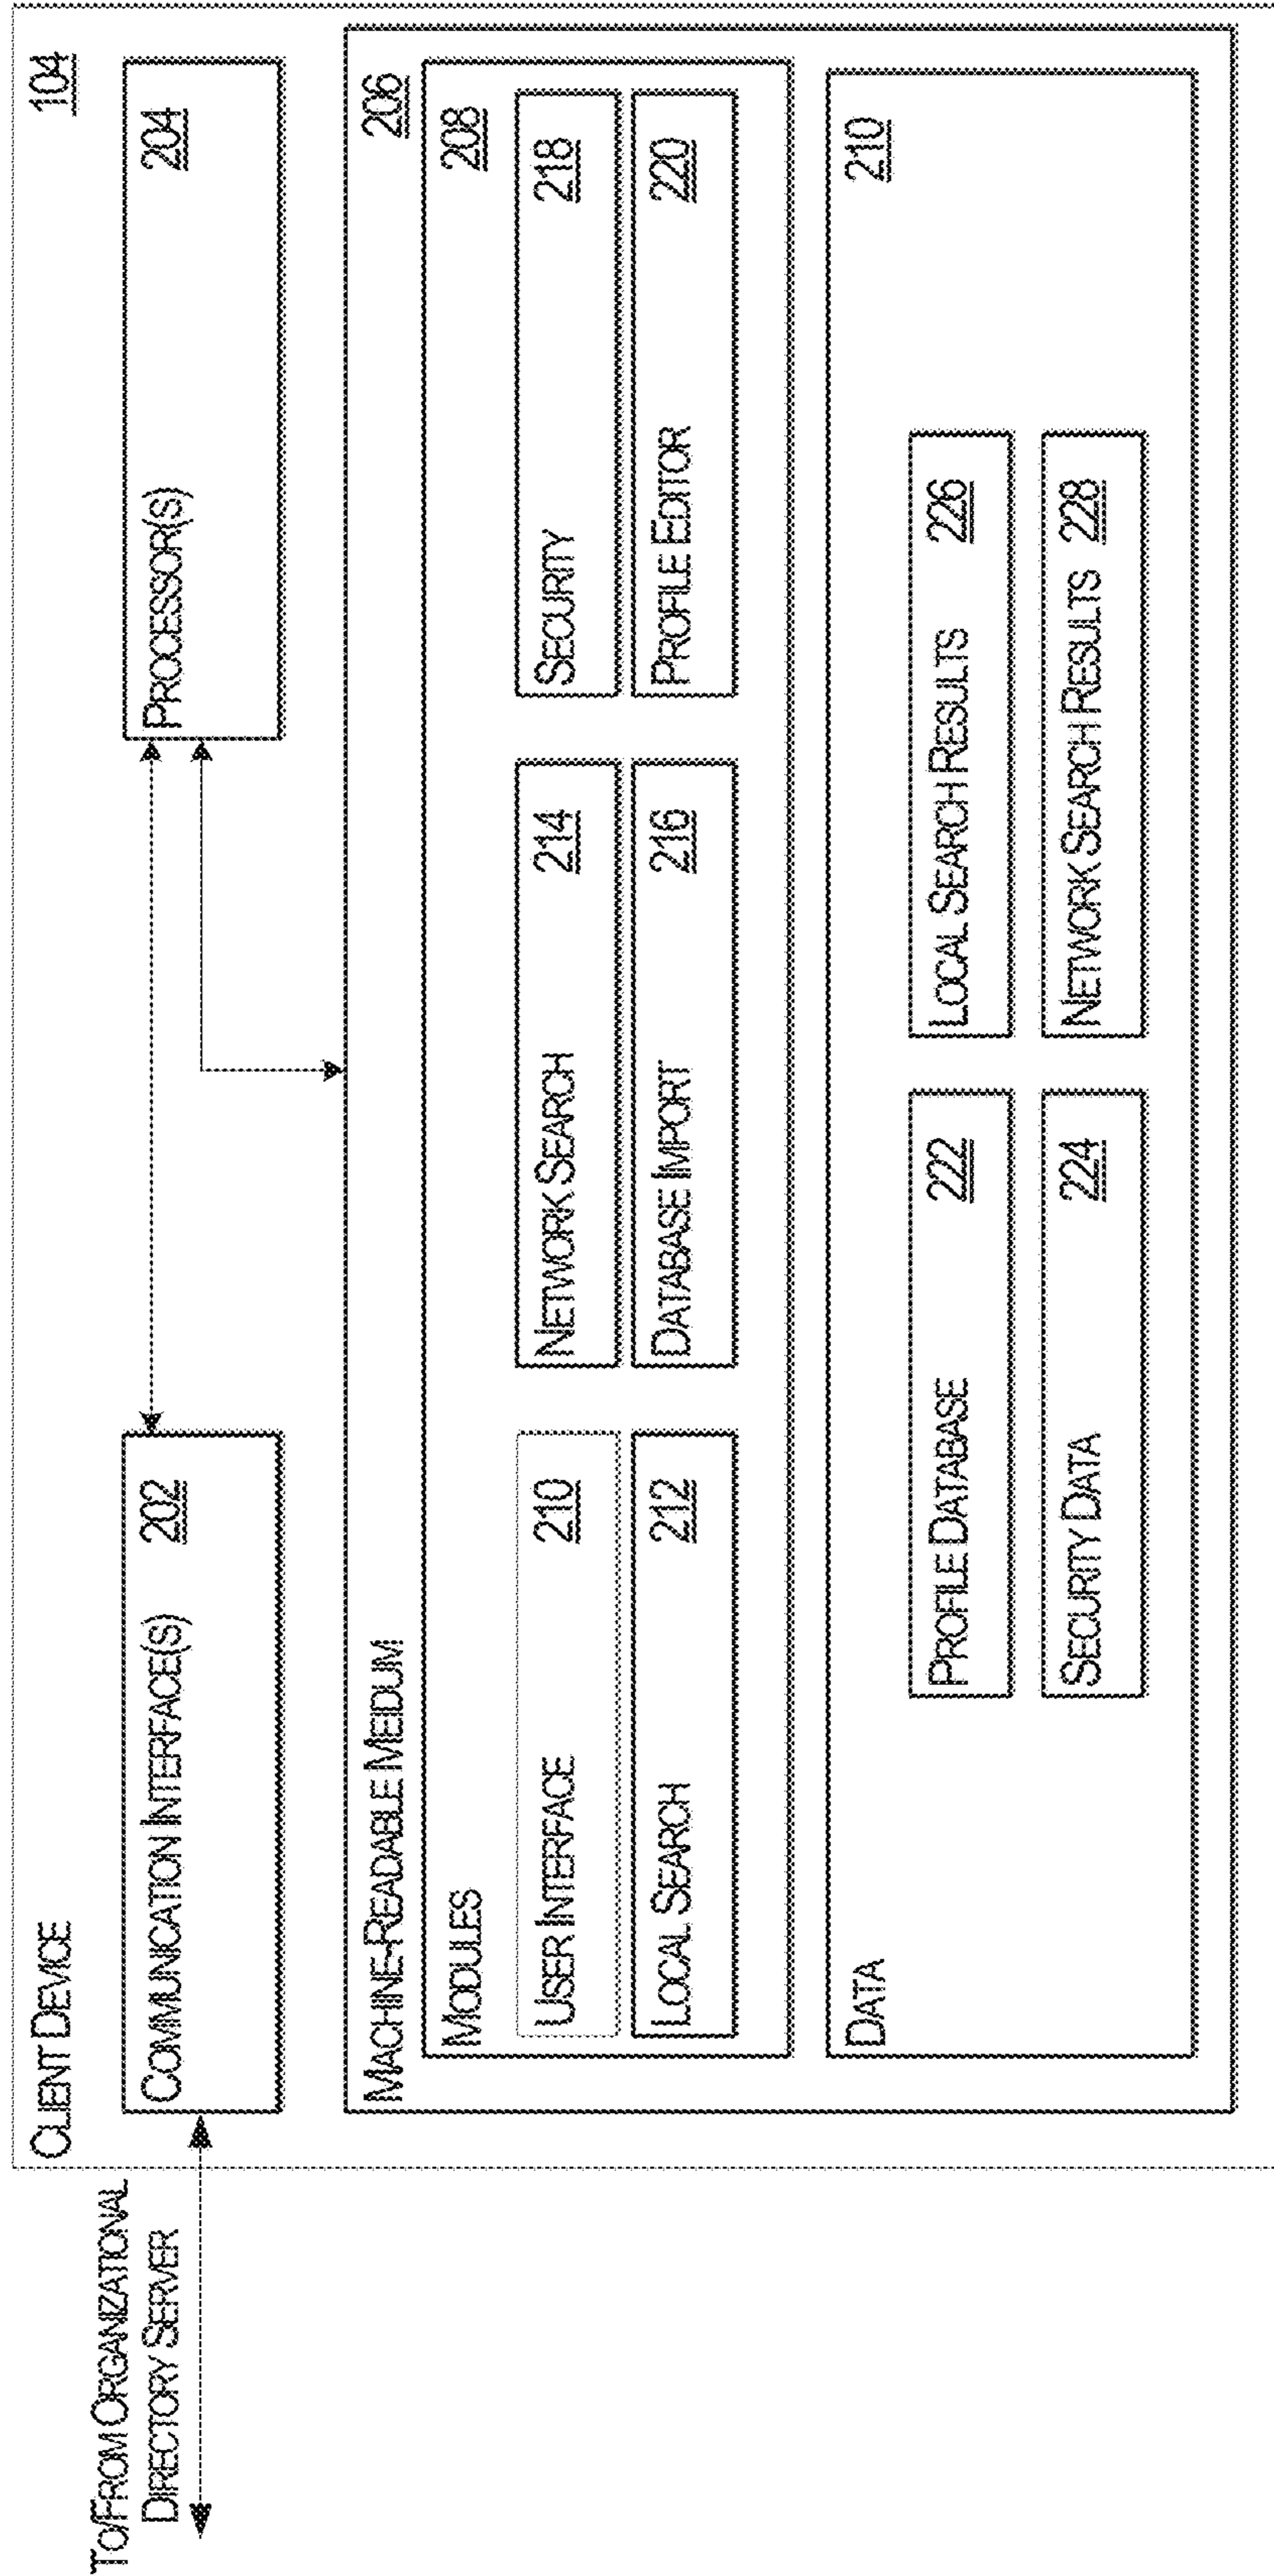 TO/FROM ORGANIZATIONAL
DIRECTORY SERVER
CLIENT DEVICE
104
COMMUNICATION INTERFACE(S)
202
PROCESSOR(S)
204
MACHINE-READABLE MEIDUM
206
MODULES
208
USER INTERFACE
210
LOCAL SEARCH
212
NETWORK SEARCH
214
DATABASE IMPORT
216
SECURITY
218
PROFILE EDITOR
220
DATA
210
PROFILE DATABASE
222
SECURITY DATA
224
LOCAL SEARCH RESULTS
226
NETWORK SEARCH RESULTS
228